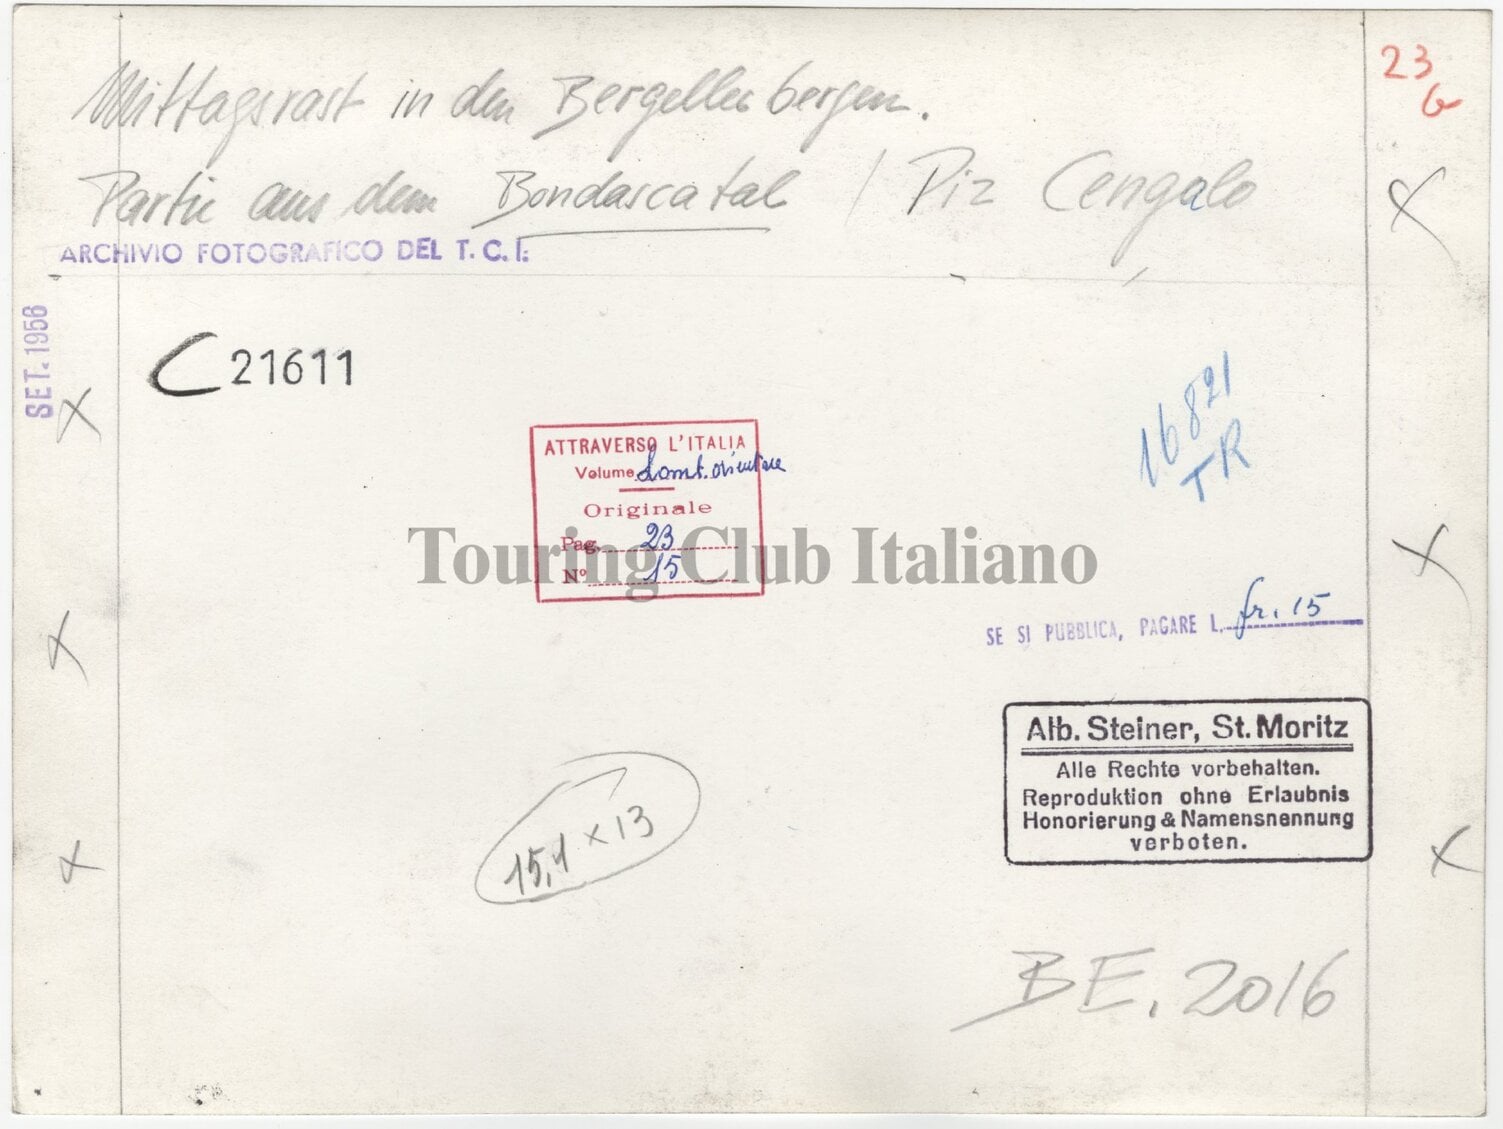 Mittagsrast in den Bergellerbergen.
23
6
Partie aus dem Bondascatal / Piz Cengalo
ARCHIVIO FOTOGRAFICO DEL T. C. I.
SET. 1956
C 21611
16821
TR
ATTRAVERSO L'ITALIA
Volume Lomb. orientale
Originale
Pag. 23
N° 15
Touring Club Italiano
SE SI PUBBLICA, PAGARE L. fr. 15
Alb. Steiner, St. Moritz
Alle Rechte vorbehalten.
Reproduktion ohne Erlaubnis
Honorierung & Namensnennung
verboten.
15,1 x 13
BE. 2016